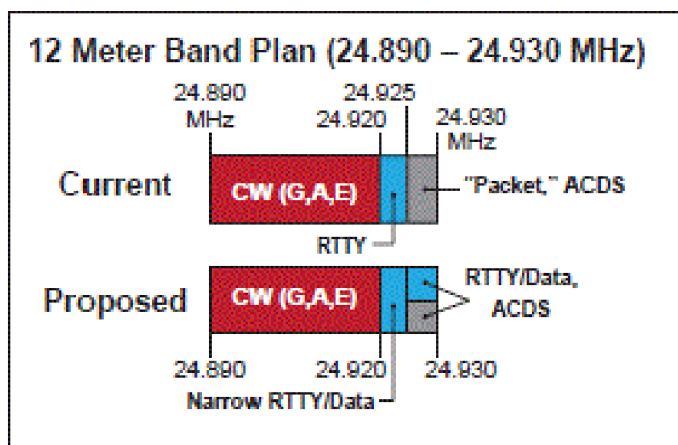 12 Meter Band Plan (24.890 – 24.930 MHz)
24.890
MHz
24.925
24.920
24.930
MHz
Current
CW (G,A,E)
"Packet," ACDS
RTTY
Proposed
CW (G,A,E)
RTTY/Data,
ACDS
24.890
24.920
24.930
Narrow RTTY/Data